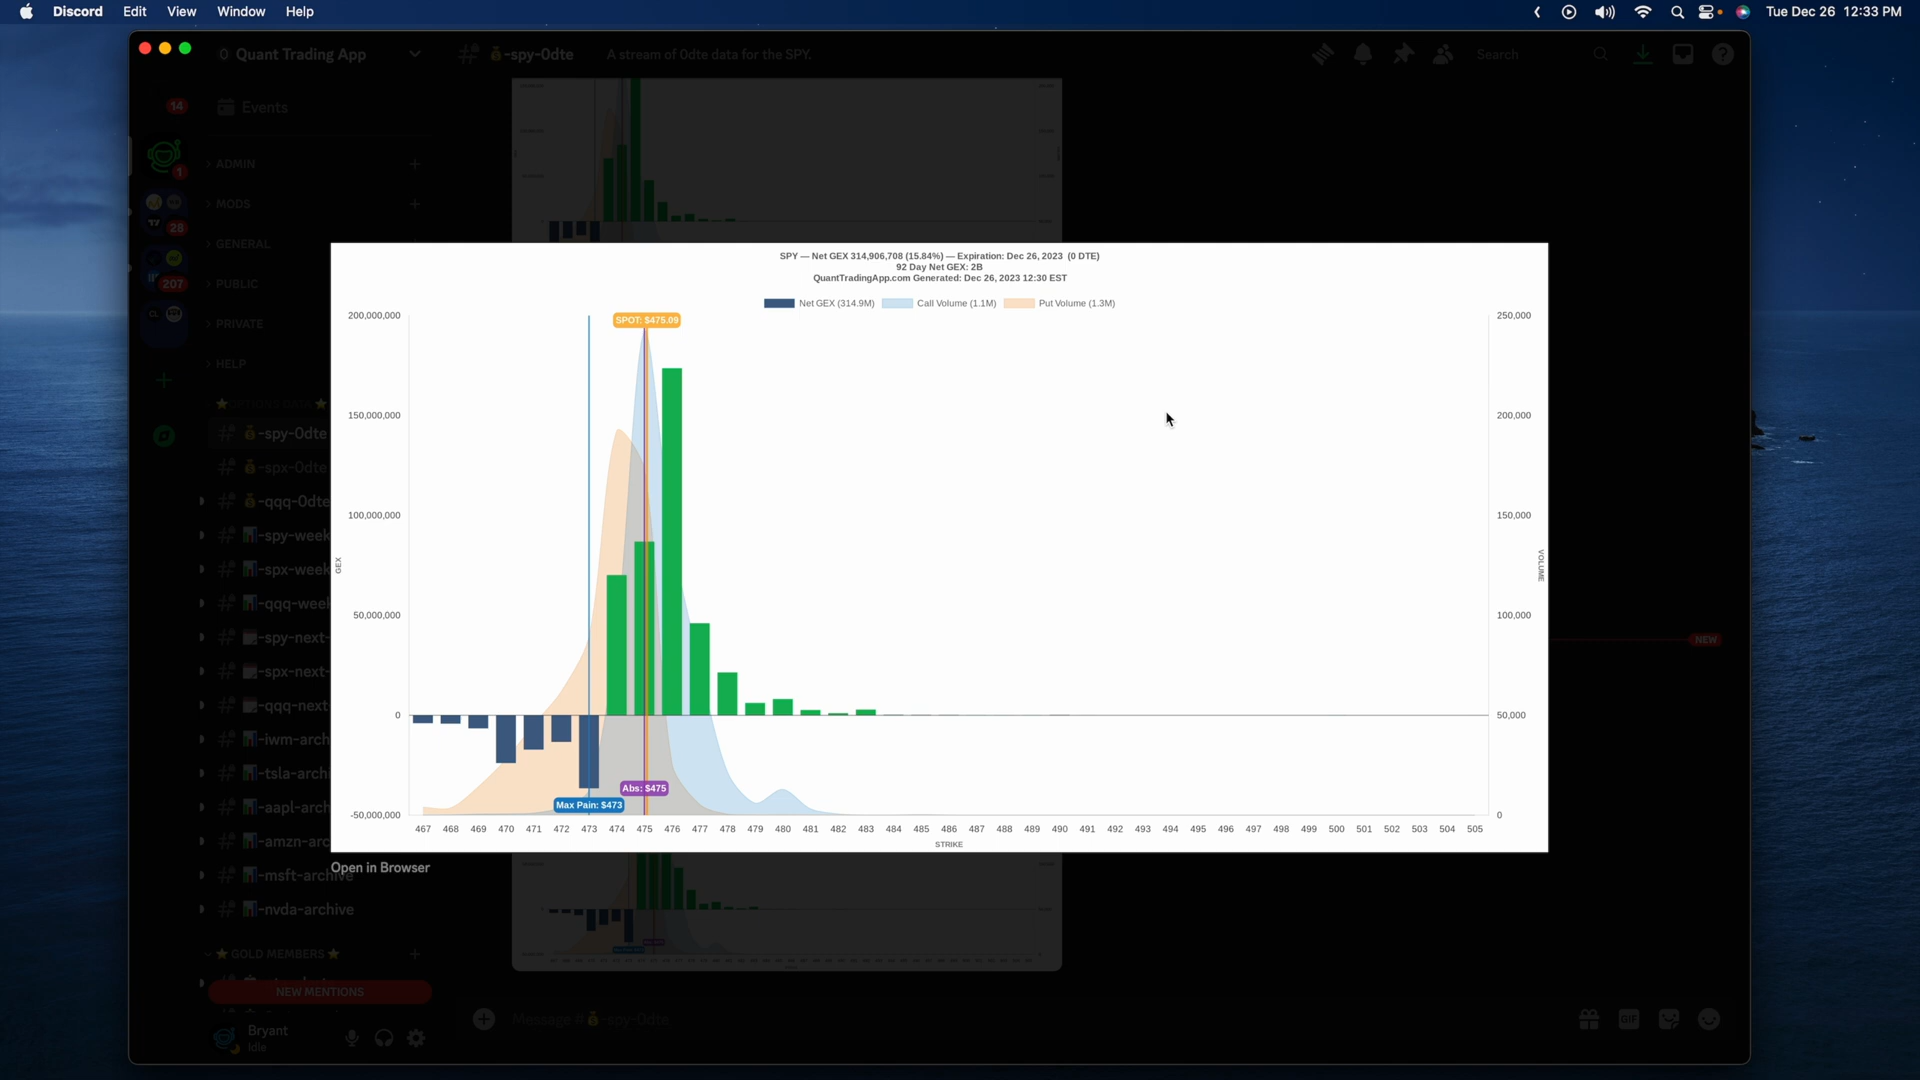 Discord Edit View Window Help
Tue Dec 26 12:33 PM
Quant Trading App
-spy-0dte
A stream of 0dte data for the SPY.
Search
14
Events
1
ADMIN
MODS
28
GENERAL
207
PUBLIC
PRIVATE
HELP
-spy-0dte
-spx-0dte
-qqq-0dte
-spy-week
-spx-week
-qqq-week
-spy-next-
-spx-next-
-qqq-next
-iwm-arch
-tsla-archi
-aapl-arch
-amzn-arc
-msft-archive
-nvda-archive
GOLD MEMBERS
NEW MENTIONS
Bryant
Idle
SPY — Net GEX 314,906,708 (15.84%) — Expiration: Dec 26, 2023 (0 DTE)
92 Day Net GEX: 2B
QuantTradingApp.com Generated: Dec 26, 2023 12:30 EST
Net GEX (314.9M) Call Volume (1.1M) Put Volume (1.3M)
200,000,000
150,000,000
100,000,000
50,000,000
0
-50,000,000
GEX
SPOT: $475.09
Abs: $475
Max Pain: $473
250,000
200,000
150,000
100,000
50,000
0
VOLUME
467 468 469 470 471 472 473 474 475 476 477 478 479 480 481 482 483 484 485 486 487 488 489 490 491 492 493 494 495 496 497 498 499 500 501 502 503 504 505
STRIKE
NEW
Open in Browser
Message # -spy-0dte
GIF